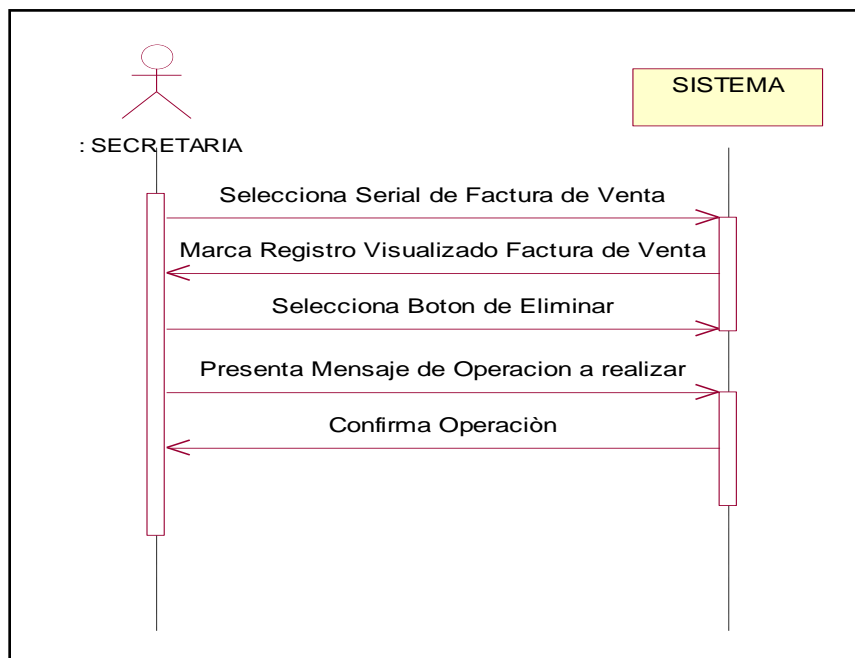 SISTEMA
: SECRETARIA
Selecciona Serial de Factura de Venta
Marca Registro Visualizado Factura de Venta
Selecciona Boton de Eliminar
Presenta Mensaje de Operacion a realizar
Confirma Operaciòn